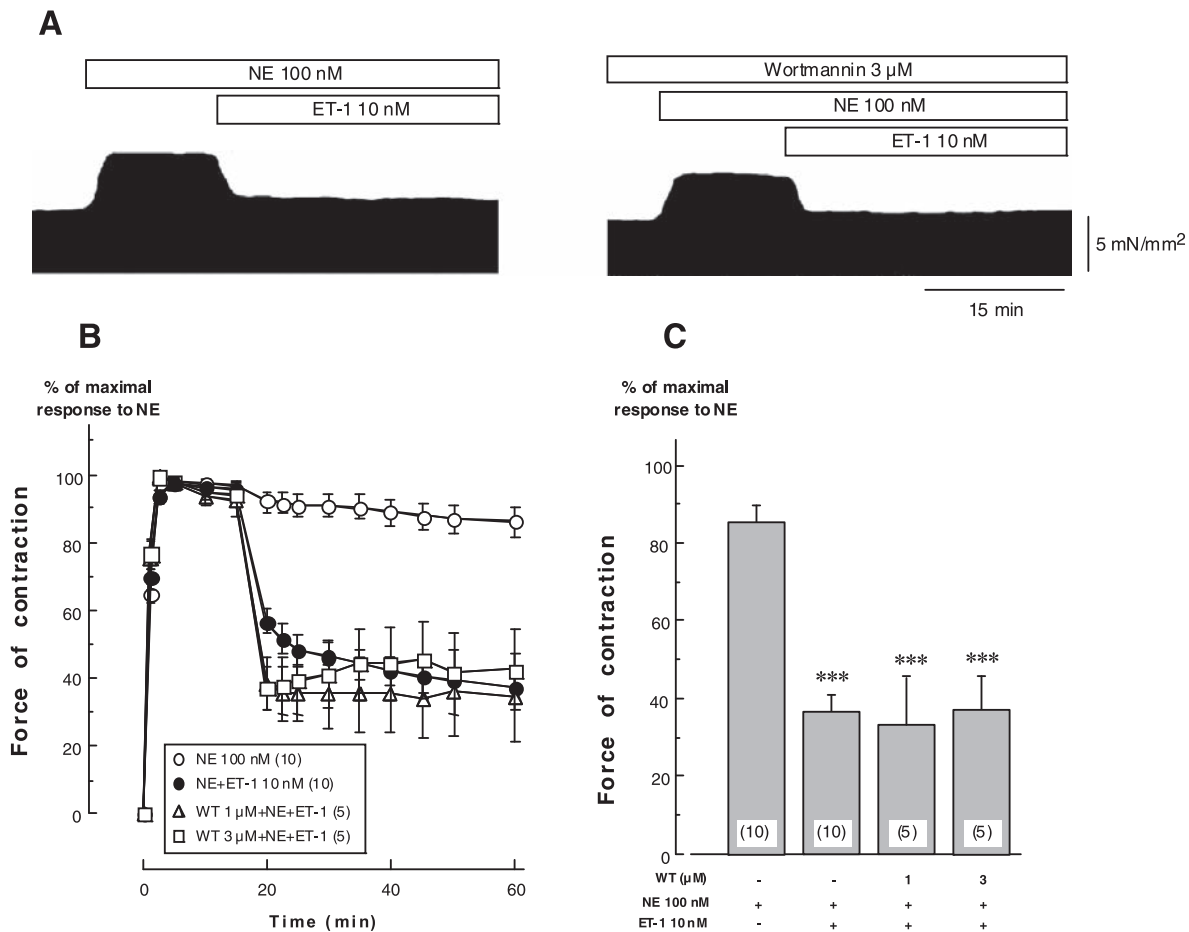 A
NE 100 nM
ET-1 10 nM
Wortmannin 3 µM
NE 100 nM
ET-1 10 nM
5 mN/mm2
15 min
B
% of maximal
response to NE
Force of contraction
100
80
60
40
20
0
NE 100 nM (10)
NE+ET-1 10 nM (10)
WT 1 µM+NE+ET-1 (5)
WT 3 µM+NE+ET-1 (5)
0
20
40
60
Time (min)
C
% of maximal
response to NE
Force of contraction
100
80
60
40
20
0
***
***
***
(10)
(10)
(5)
(5)
WT (µM) - - 1 3
NE 100 nM + + + +
ET-1 10 nM - + + +